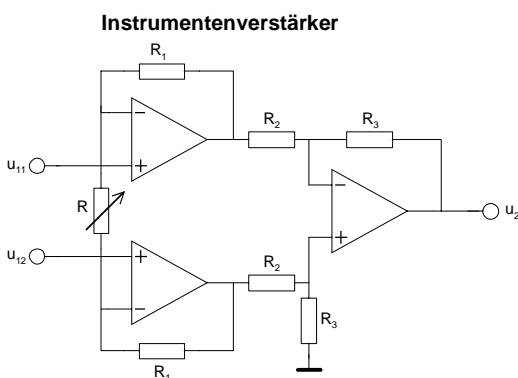 Instrumentenverstärker
R1
R2
R3
u11
R
u2
u12
R2
R3
R1